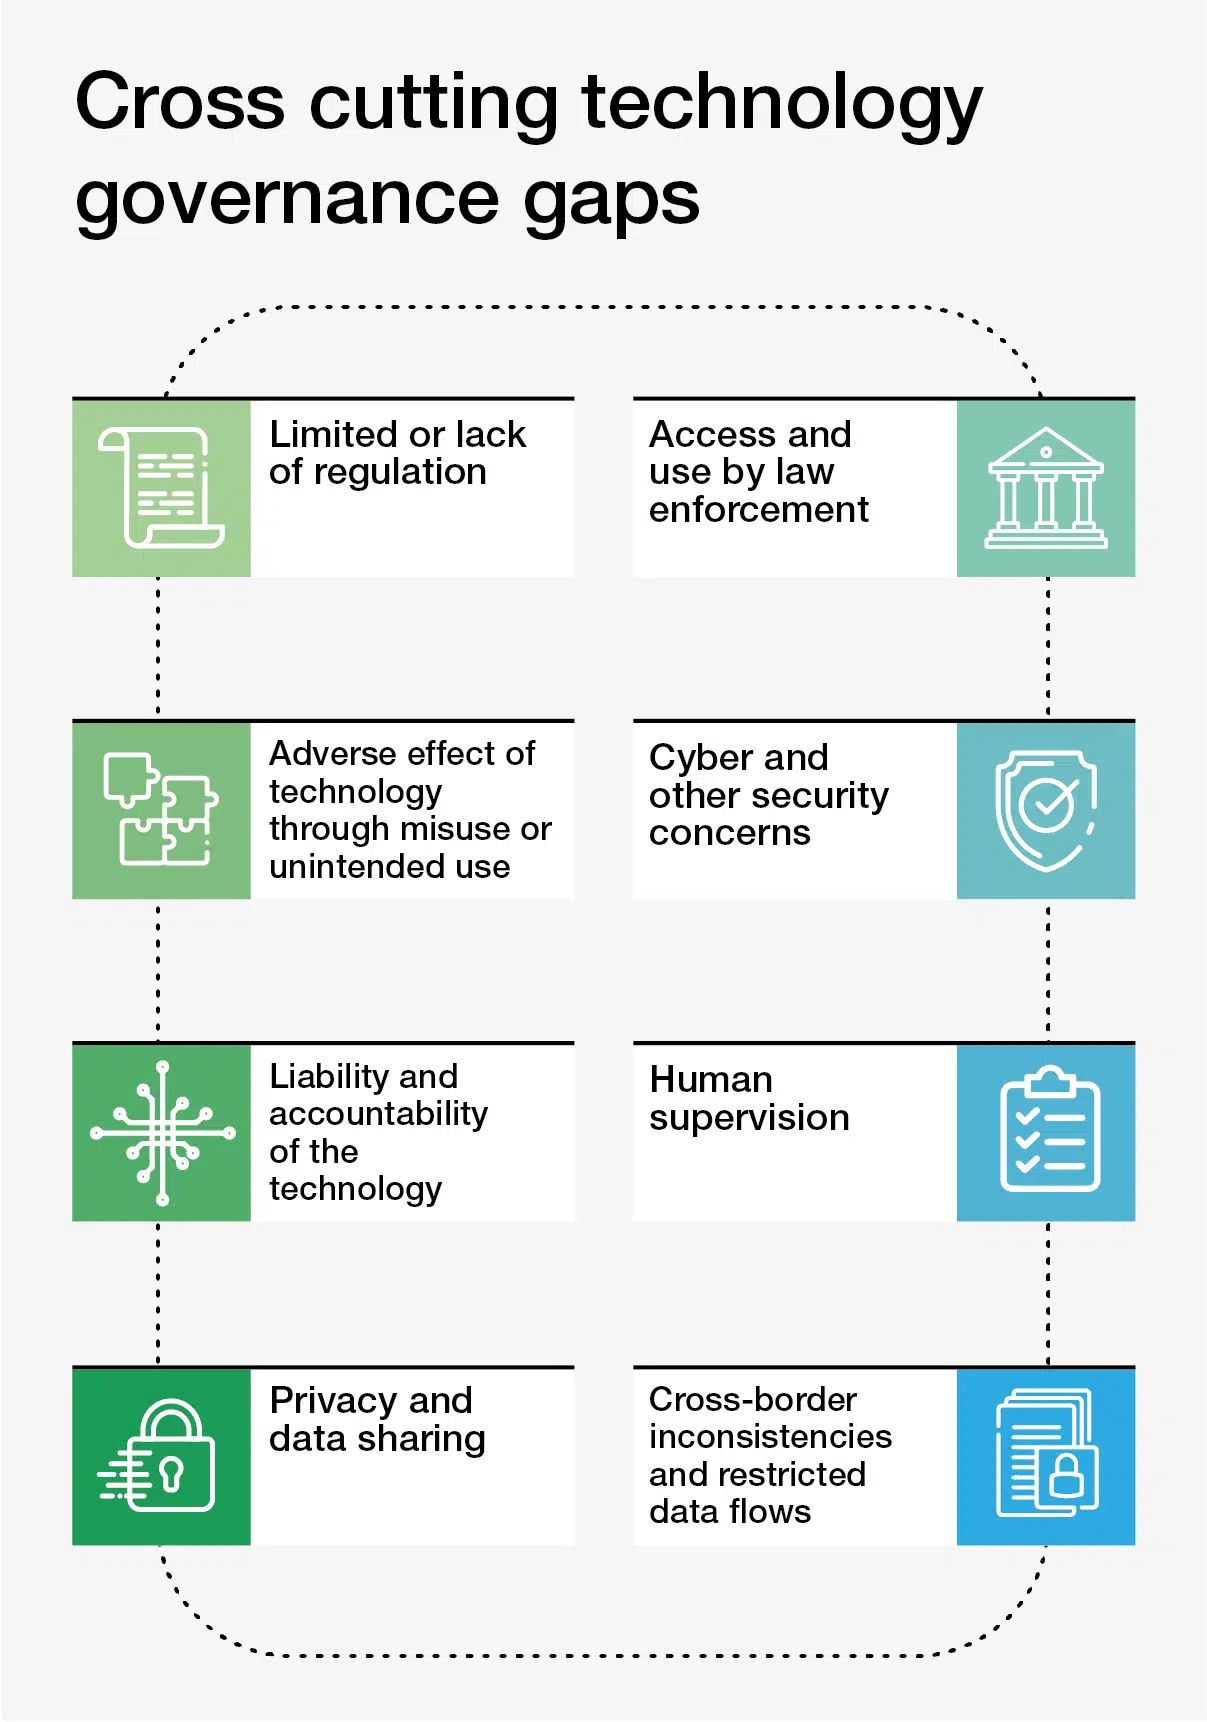 Cross cutting technology
governance gaps
Limited or lack
of regulation
Access and
use by law
enforcement
Adverse effect of
technology
through misuse or
unintended use
Cyber and
other security
concerns
Liability and
accountability
of the
technology
Human
supervision
Privacy and
data sharing
Cross-border
inconsistencies
and restricted
data flows